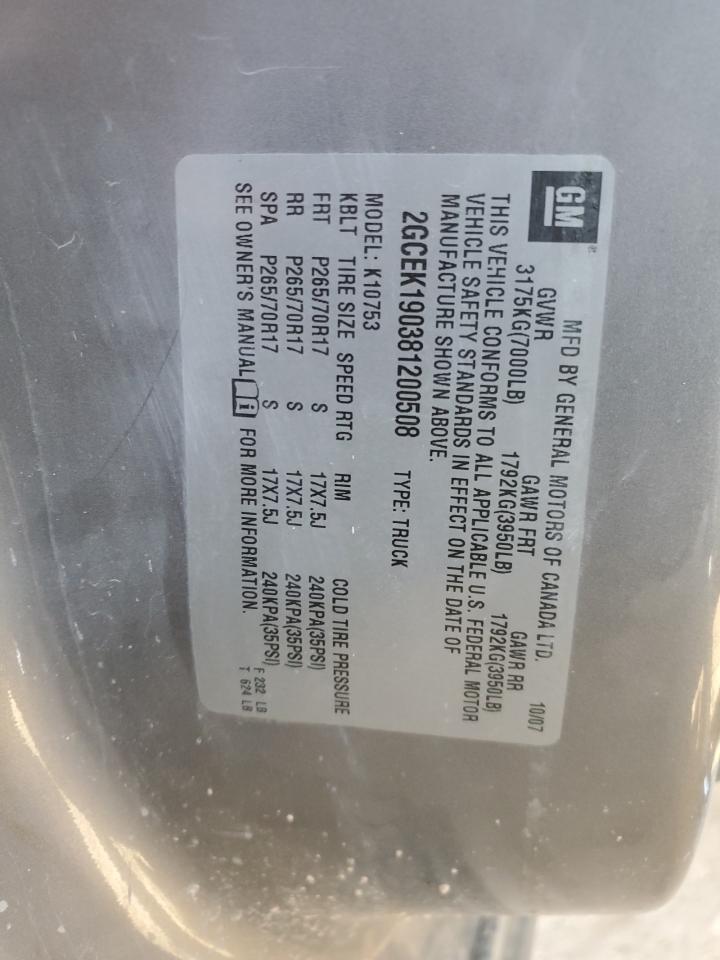 GM®
MFD BY GENERAL MOTORS OF CANADA LTD. 10/07
GVWR GAWR FRT GAWR RR
3175KG(7000LB) 1792KG(3950LB) 1792KG(3950LB)
THIS VEHICLE CONFORMS TO ALL APPLICABLE U.S. FEDERAL MOTOR
VEHICLE SAFETY STANDARDS IN EFFECT ON THE DATE OF
MANUFACTURE SHOWN ABOVE.
2GCEK190381200508 TYPE: TRUCK
MODEL: K10753
KBLT TIRE SIZE SPEED RTG RIM COLD TIRE PRESSURE
FRT P265/70R17 S 17X7.5J 240KPA(35PSI)
RR P265/70R17 S 17X7.5J 240KPA(35PSI)
SPA P265/70R17 S 17X7.5J 240KPA(35PSI) F 232 LB
SEE OWNER'S MANUAL i FOR MORE INFORMATION. T 624 LB